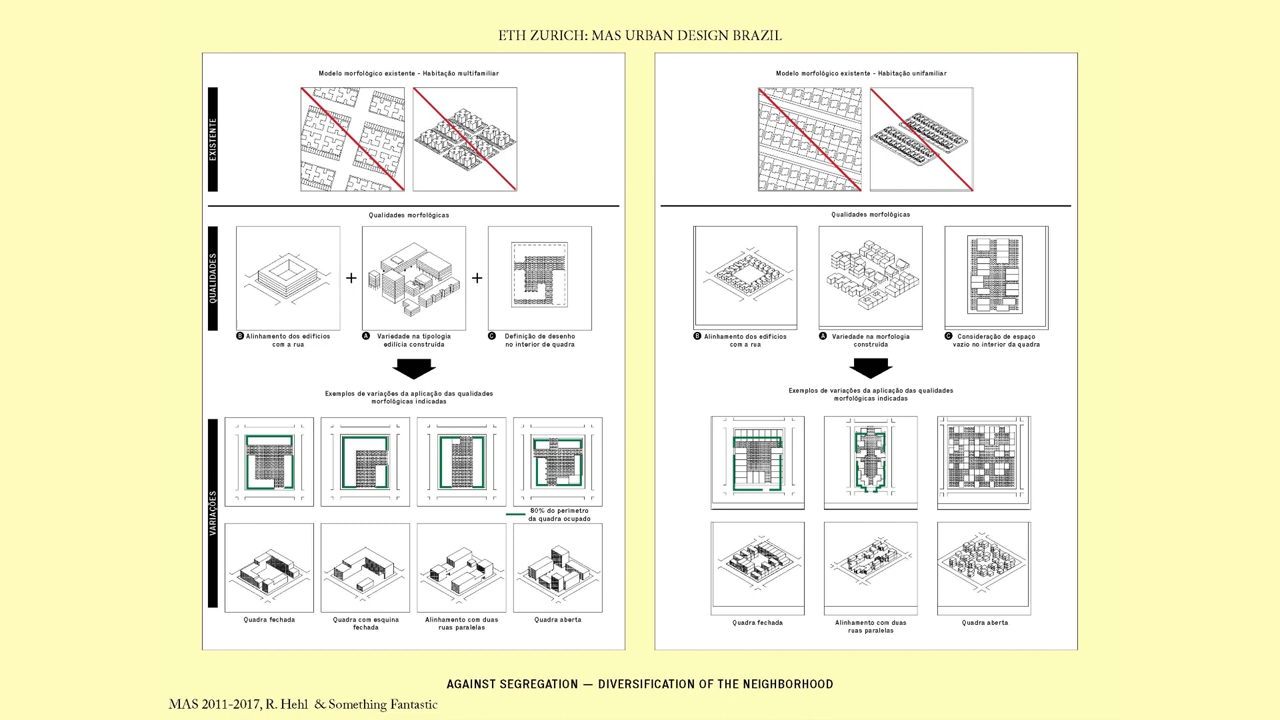 ETH ZURICH: MAS URBAN DESIGN BRAZIL
Modelo morfológico existente - Habitação multifamiliar
EXISTENTE
Qualidades morfológicas
QUALIDADES
+
+
B Alinhamento dos edifícios
com a rua
A Variedade na tipologia
edilícia construída
C Definição de desenho
no interior de quadra
Exemplos de variações da aplicação das qualidades
morfológicas indicadas
VARIAÇÕES
80% do perímetro
da quadra ocupado
Quadra fechada
Quadra com esquina
fechada
Alinhamento com duas
ruas paralelas
Quadra aberta
Modelo morfológico existente - Habitação unifamiliar
Qualidades morfológicas
B Alinhamento dos edifícios
com a rua
A Variedade na morfologia
construída
C Consideração de espaço
vazio no interior da quadra
Exemplos de variações da aplicação das qualidades
morfológicas indicadas
Quadra fechada
Alinhamento com duas
ruas paralelas
Quadra aberta
AGAINST SEGREGATION — DIVERSIFICATION OF THE NEIGHBORHOOD
MAS 2011-2017, R. Hehl & Something Fantastic